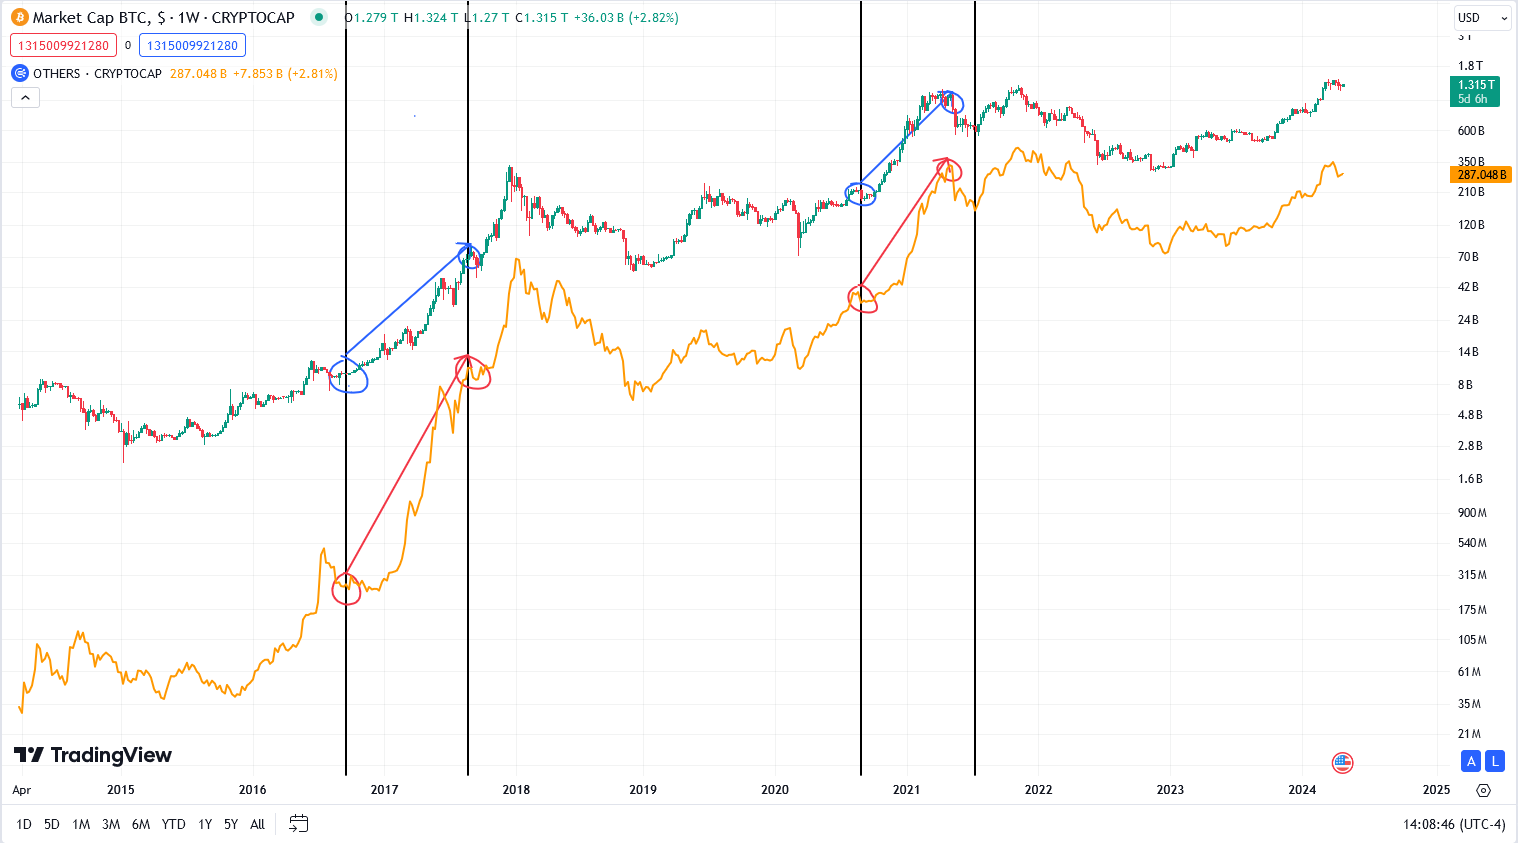 Market Cap BTC, $ · 1W · CRYPTOCAP O1.279 T H1.324 T L1.27 T C1.315 T +36.03 B (+2.82%)
1315009921280 0 1315009921280
OTHERS · CRYPTOCAP 287.048 B +7.853 B (+2.81%)
USD
3 T
1.8 T
1.315 T
5d 6h
600 B
350 B
287.048 B
210 B
120 B
70 B
42 B
24 B
14 B
8 B
4.8 B
2.8 B
1.6 B
900 M
540 M
315 M
175 M
105 M
61 M
35 M
21 M
TradingView
A L
Apr 2015 2016 2017 2018 2019 2020 2021 2022 2023 2024 2025
1D 5D 1M 3M 6M YTD 1Y 5Y All 14:08:46 (UTC-4)